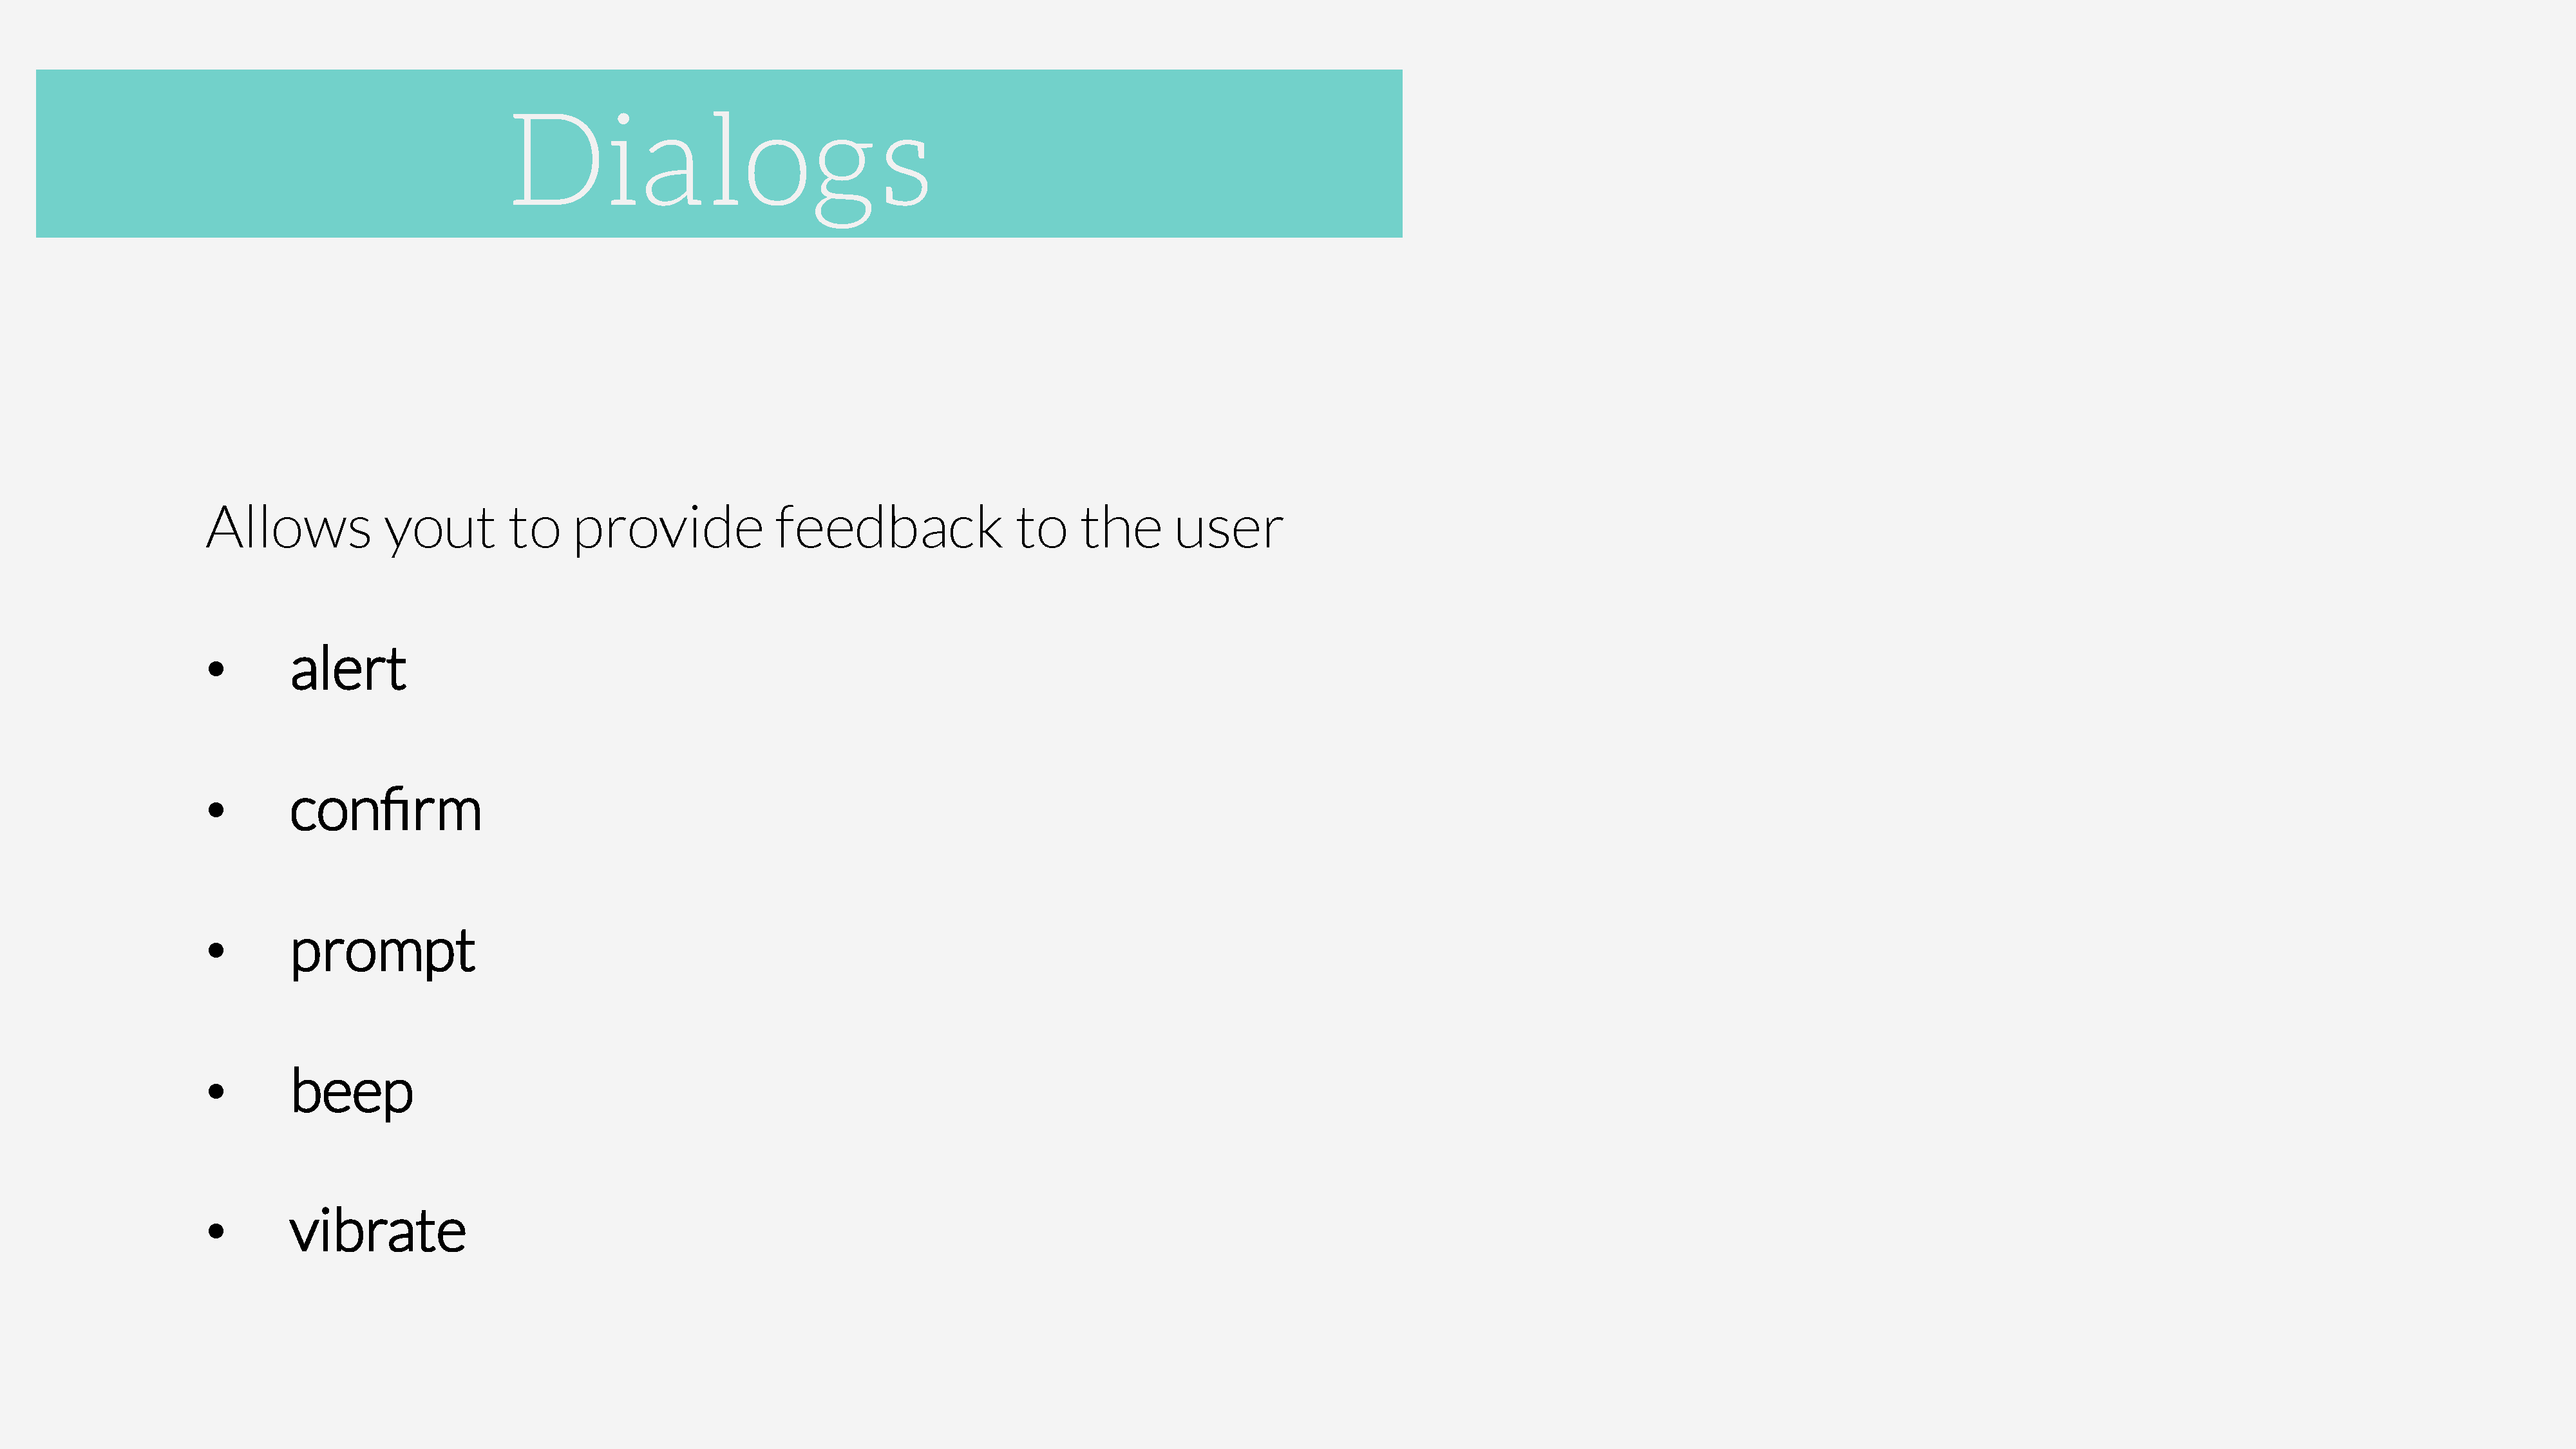 Dialogs
Allows yout to provide feedback to the user
• alert
• confirm
• prompt
• beep
• vibrate